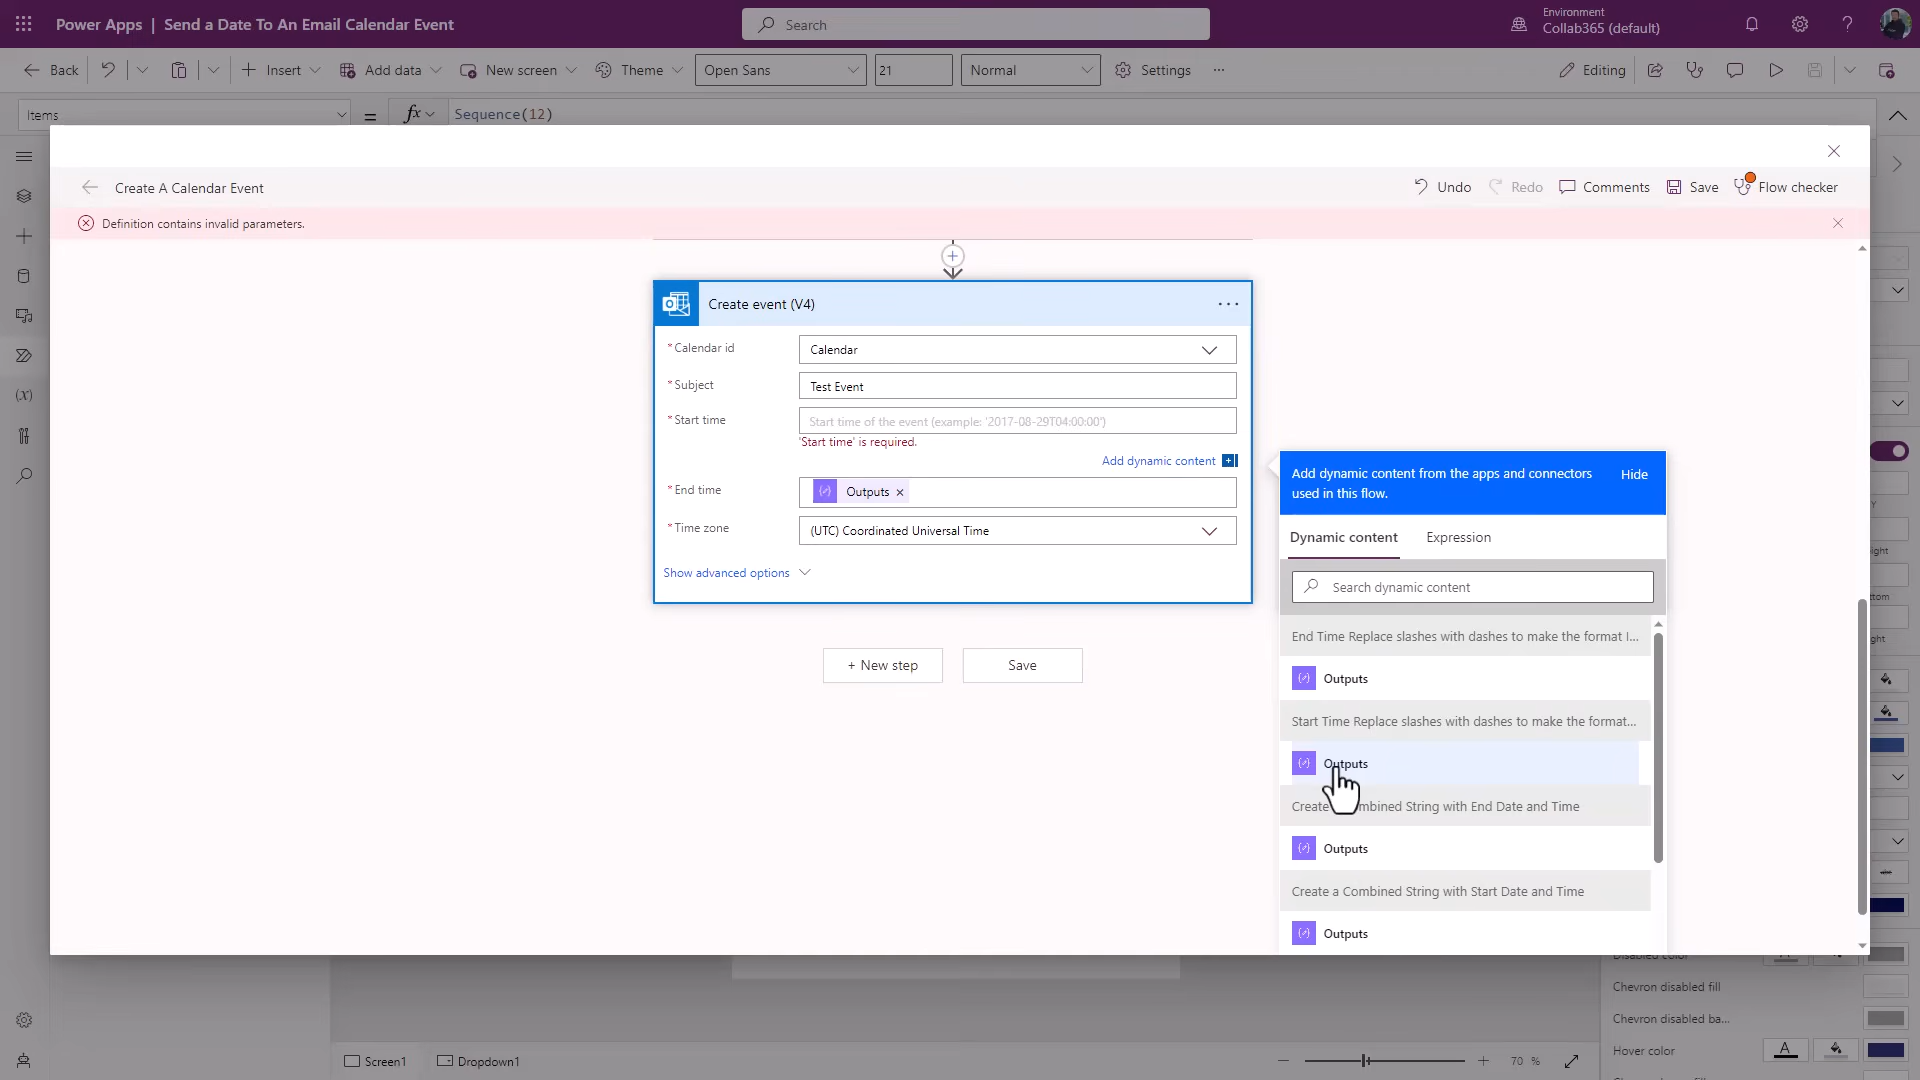 Power Apps | Send a Date To An Email Calendar Event
Search
Environment
Collab365 (default)
Back
Insert
Add data
New screen
Theme
Open Sans
21
Normal
Settings
Editing
Items
=
fx
Sequence(12)
Create A Calendar Event
Undo
Redo
Comments
Save
Flow checker
Definition contains invalid parameters.
Create event (V4)
* Calendar id
Calendar
* Subject
Test Event
* Start time
Start time of the event (example: '2017-08-29T04:00:00')
'Start time' is required.
Add dynamic content
* End time
Outputs
* Time zone
(UTC) Coordinated Universal Time
Show advanced options
+ New step
Save
Add dynamic content from the apps and connectors
used in this flow.
Hide
Dynamic content
Expression
Search dynamic content
End Time Replace slashes with dashes to make the format I...
Outputs
Start Time Replace slashes with dashes to make the format...
Outputs
Create mbined String with End Date and Time
Outputs
Create a Combined String with Start Date and Time
Outputs
Chevron disabled fill
Chevron disabled ba...
Hover color
Screen1
Dropdown1
70 %